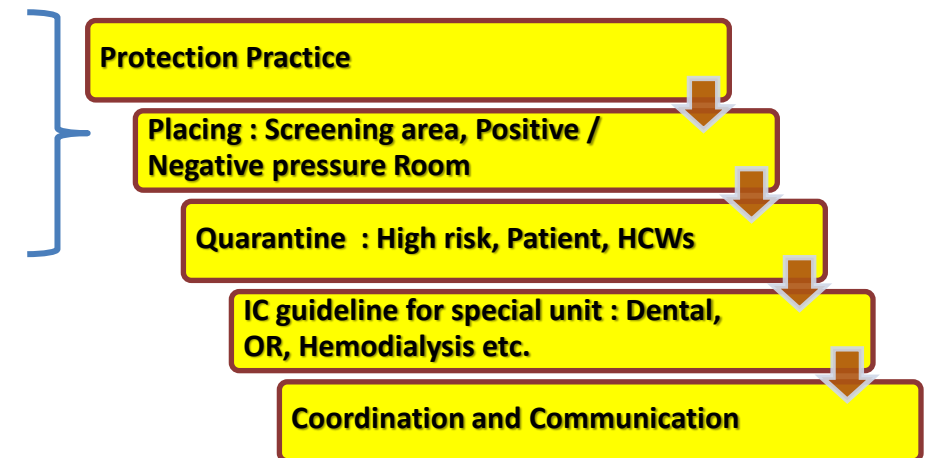 Protection Practice
Placing : Screening area, Positive /
Negative pressure Room
Quarantine  : High risk, Patient, HCWs
IC guideline for special unit : Dental,
OR, Hemodialysis etc.
Coordination and Communication